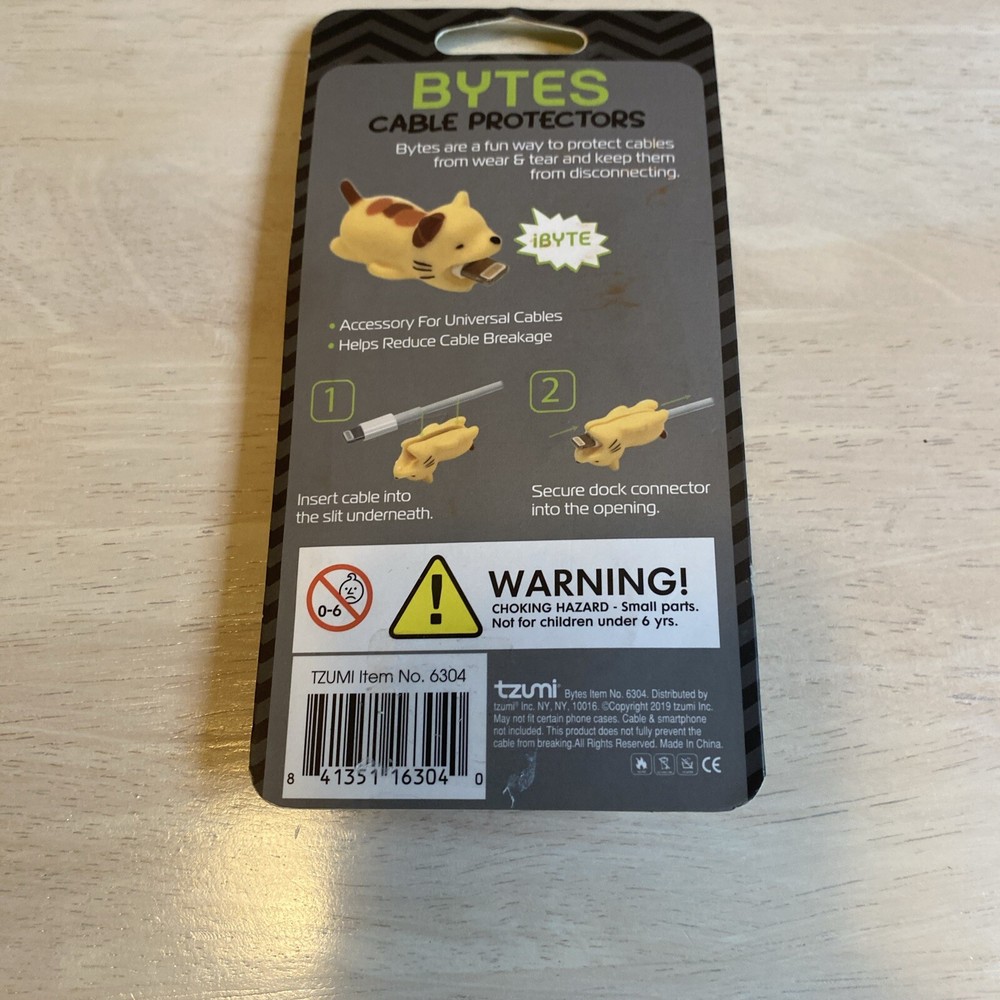 BYTES
CABLE PROTECTORS
Bytes are a fun way to protect cables
from wear & tear and keep them
from disconnecting.
iBYTE
• Accessory For Universal Cables
• Helps Reduce Cable Breakage
1
2
Insert cable into
the slit underneath.
Secure dock connector
into the opening.
0-6
WARNING!
CHOKING HAZARD - Small parts.
Not for children under 6 yrs.
TZUMI Item No. 6304
8 41351 16304 0
tzumi® Bytes Item No. 6304. Distributed by
tzumi® Inc. NY, NY, 10016. ©Copyright 2019 tzumi Inc.
May not fit certain phone cases. Cable & smartphone
not included. This product does not fully prevent the
cable from breaking.All Rights Reserved. Made In China.
CE